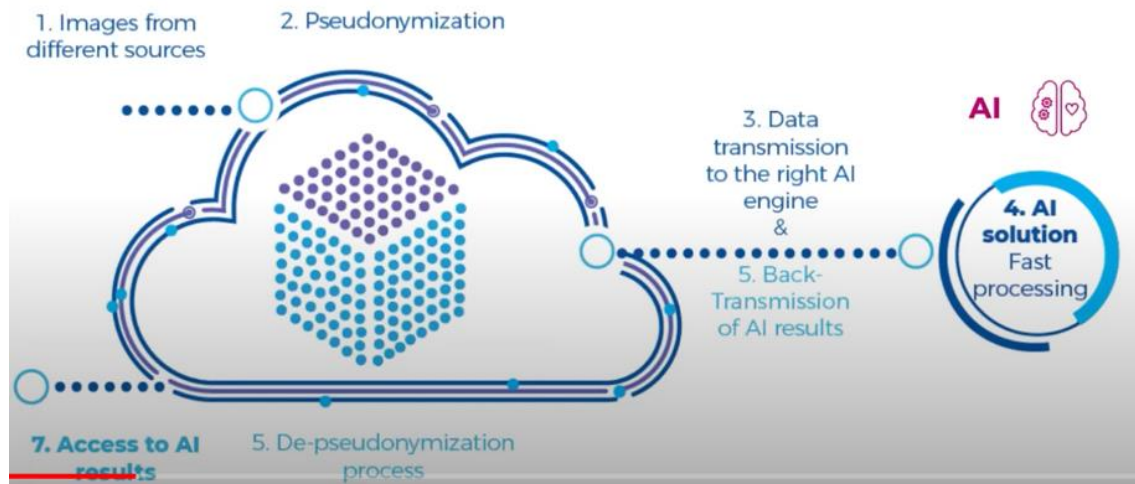 1. Images from
different sources
2. Pseudonymization
3. Data
transmission
to the right AI
engine
&
5. Back-
Transmission
of AI results
AI
4. AI
solution
Fast
processing
7. Access to AI
results
5. De-pseudonymization
process